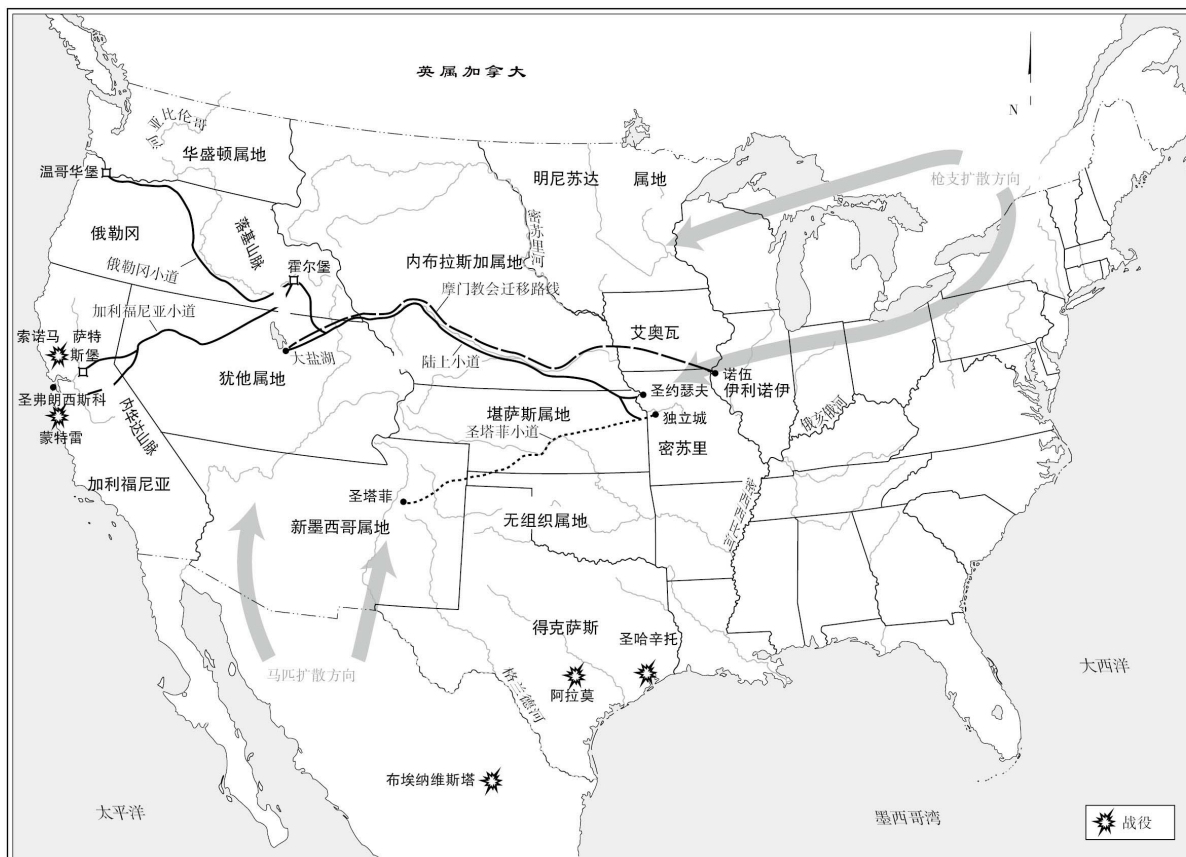 英属加拿大
N
亚比伦哥河
华盛顿属地
温哥华堡
明尼苏达 属地
枪支扩散方向
俄勒冈
落基山脉
密苏里河
俄勒冈小道
霍尔堡
内布拉斯加属地
摩门教会迁移路线
加利福尼亚小道
索诺马
萨特斯堡
艾奥瓦
大盐湖
陆上小道
犹他属地
诺伍
伊利诺伊
圣约瑟夫
圣弗朗西斯科
蒙特雷
内华达山脉
堪萨斯属地
独立城
俄亥俄河
圣塔菲小道
密苏里
加利福尼亚
圣塔菲
密西西比河
新墨西哥属地
无组织属地
得克萨斯
圣哈辛托
马匹扩散方向
阿拉莫
格兰德河
大西洋
布埃纳维斯塔
太平洋
墨西哥湾
战役